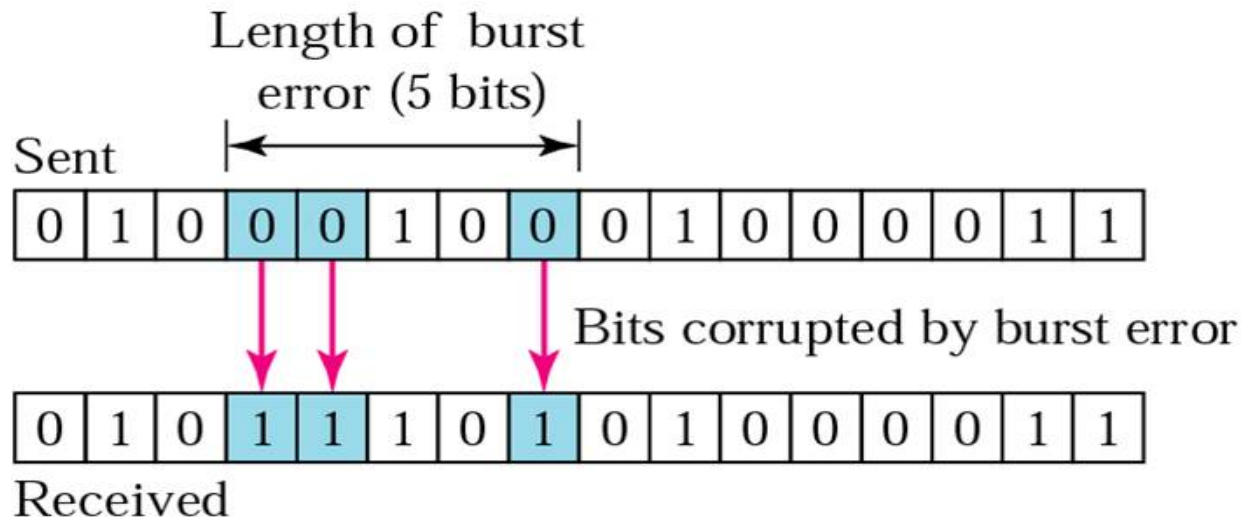 Length of burst
error (5 bits)
Sent
0 1 0 0 0 1 0 0 0 1 0 0 0 0 1 1
Bits corrupted by burst error
0 1 0 1 1 1 0 1 0 1 0 0 0 0 1 1
Received